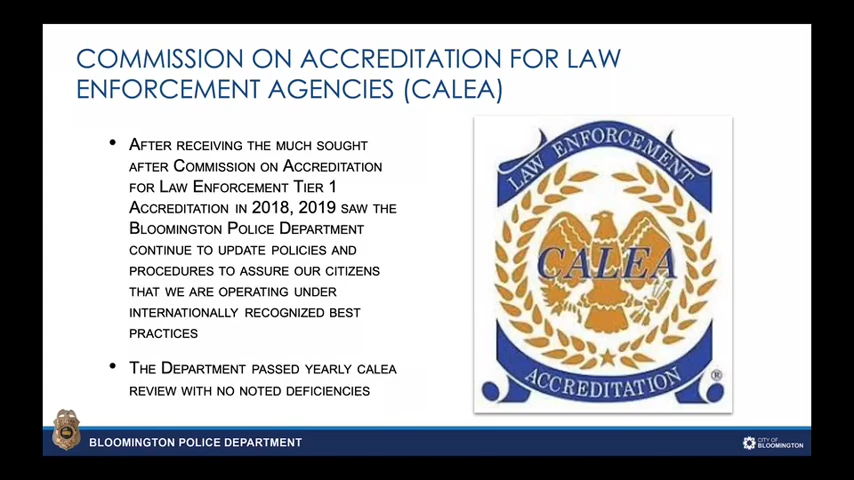 COMMISSION ON ACCREDITATION FOR LAW
ENFORCEMENT AGENCIES (CALEA)
• AFTER RECEIVING THE MUCH SOUGHT
AFTER COMMISSION ON ACCREDITATION
FOR LAW ENFORCEMENT TIER 1
ACCREDITATION IN 2018, 2019 SAW THE
BLOOMINGTON POLICE DEPARTMENT
CONTINUE TO UPDATE POLICIES AND
PROCEDURES TO ASSURE OUR CITIZENS
THAT WE ARE OPERATING UNDER
INTERNATIONALLY RECOGNIZED BEST
PRACTICES
• THE DEPARTMENT PASSED YEARLY CALEA
REVIEW WITH NO NOTED DEFICIENCIES
LAW ENFORCEMENT
CALEA
ACCREDITATION
®
BLOOMINGTON POLICE DEPARTMENT
CITY OF
BLOOMINGTON